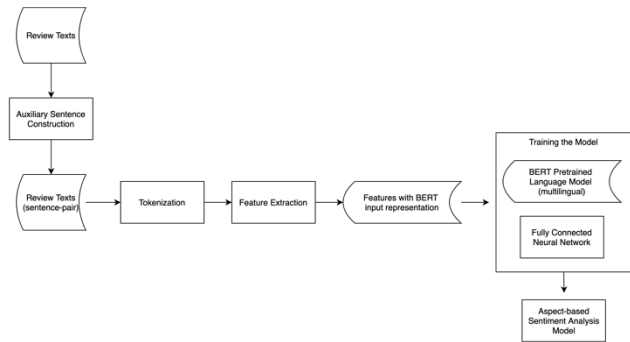 Review Texts
Auxiliary Sentence
Construction
Review Texts
(sentence-pair)
Tokenization
Feature Extraction
Features with BERT
input representation
Training the Model
BERT Pretrained
Language Model
(multilingual)
Fully Connected
Neural Network
Aspect-based
Sentiment Analysis
Model